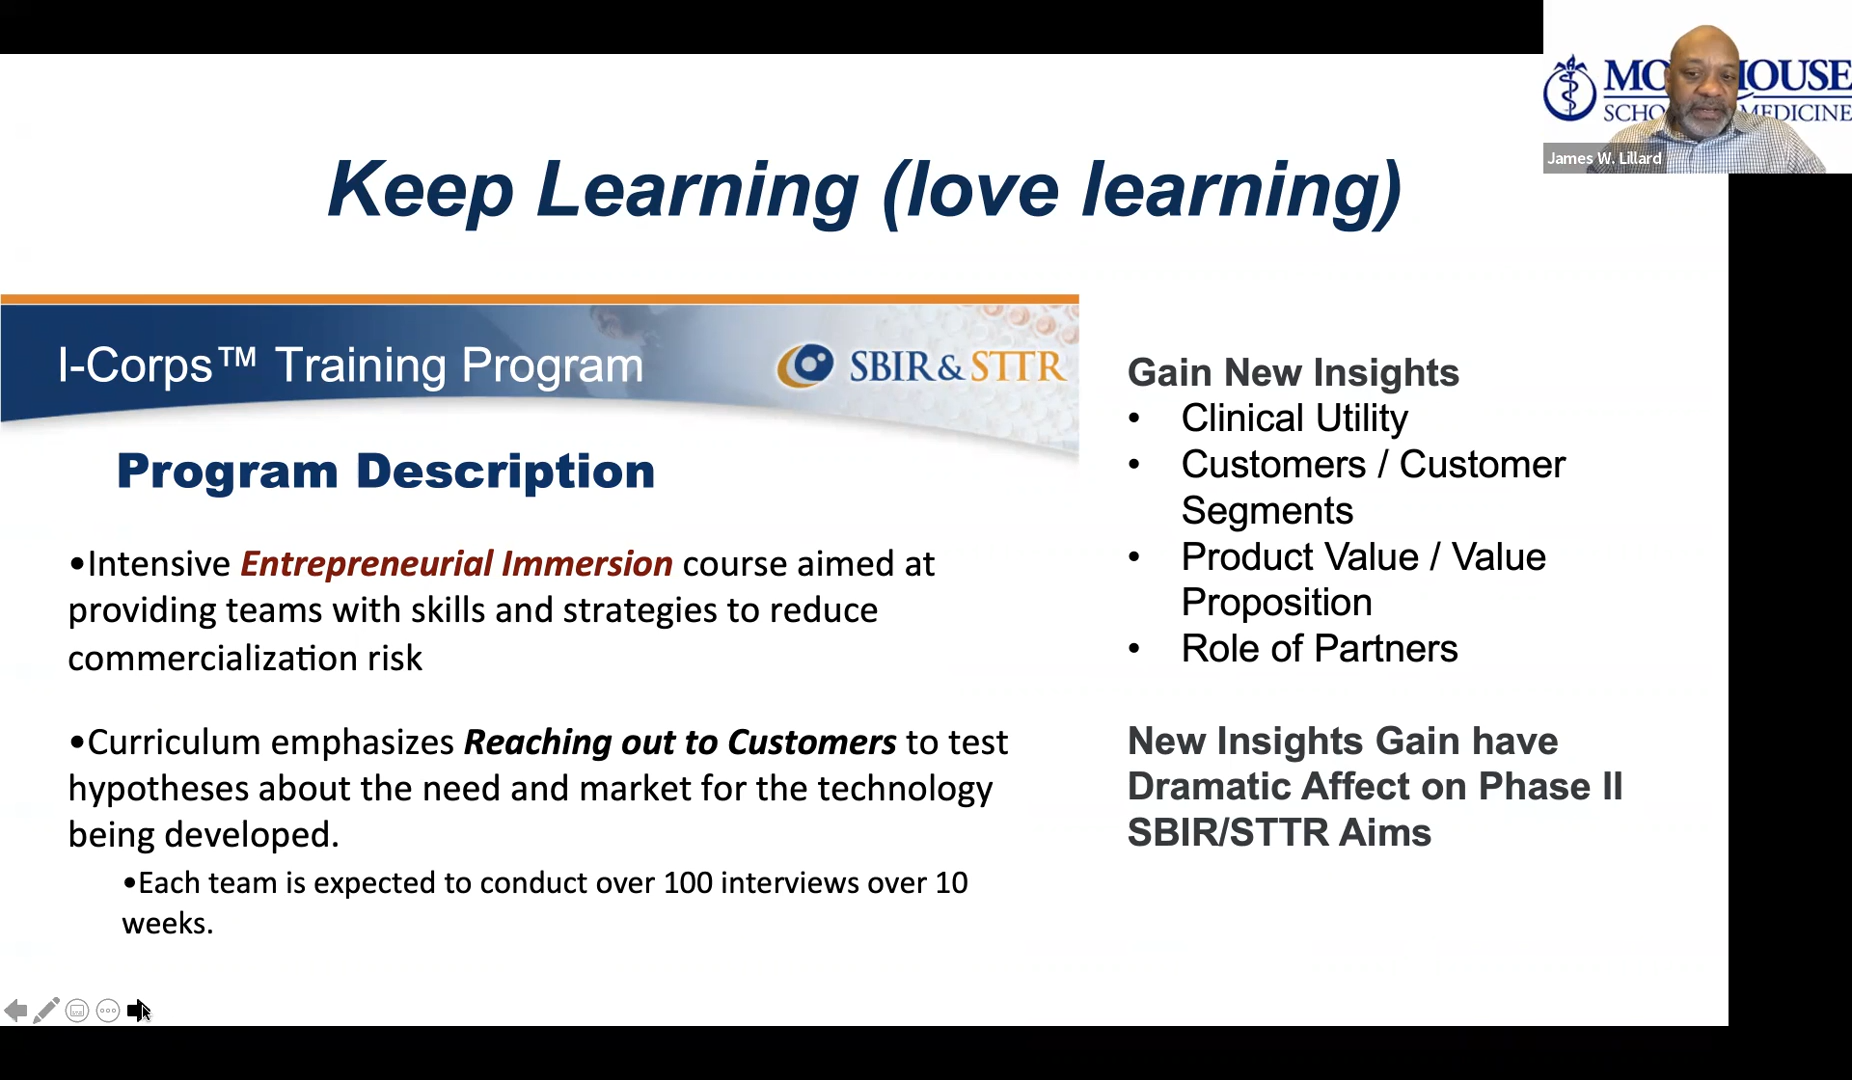 MO OUSE
SCHO MEDICINE
James W. Lillard
Keep Learning (love learning)
I-Corps™ Training Program
SBIR & STTR
Program Description
•Intensive Entrepreneurial Immersion course aimed at
providing teams with skills and strategies to reduce
commercialization risk
•Curriculum emphasizes Reaching out to Customers to test
hypotheses about the need and market for the technology
being developed.
•Each team is expected to conduct over 100 interviews over 10
weeks.
Gain New Insights
• Clinical Utility
• Customers / Customer
Segments
• Product Value / Value
Proposition
• Role of Partners
New Insights Gain have
Dramatic Affect on Phase II
SBIR/STTR Aims